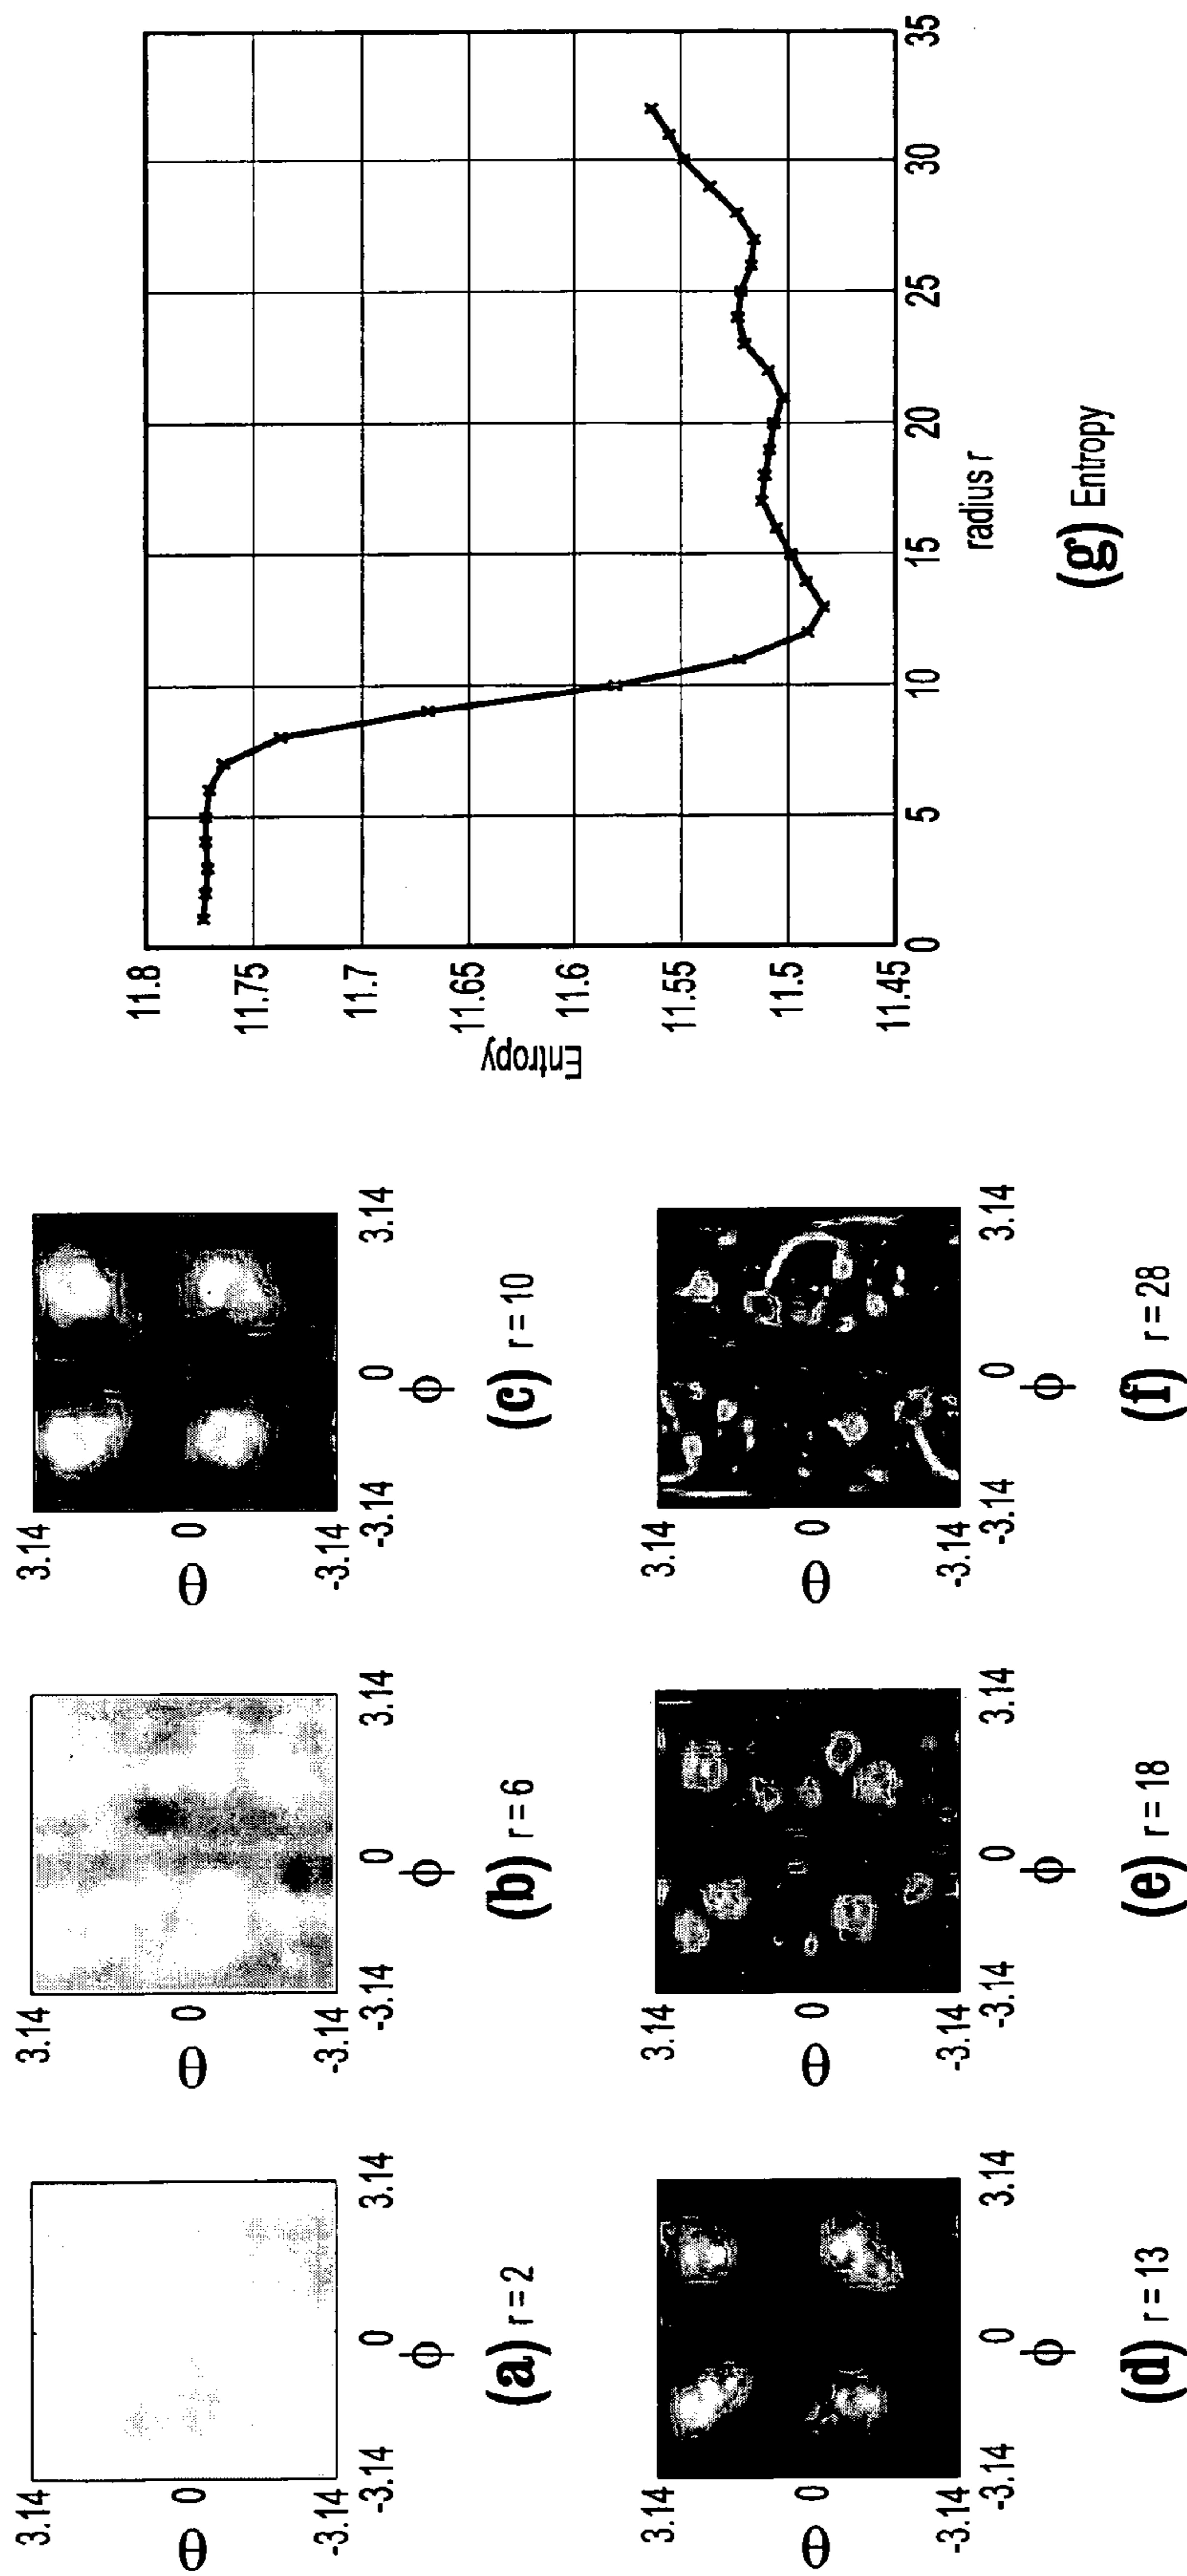 3.14
θ 0
-3.14
-3.14 0 3.14
ϕ
(a) r = 2
3.14
θ 0
-3.14
-3.14 0 3.14
ϕ
(b) r = 6
3.14
θ 0
-3.14
-3.14 0 3.14
ϕ
(c) r = 10
3.14
θ 0
-3.14
-3.14 0 3.14
ϕ
(d) r = 13
3.14
θ 0
-3.14
-3.14 0 3.14
ϕ
(e) r = 18
3.14
θ 0
-3.14
-3.14 0 3.14
ϕ
(f) r = 28
11.8
11.75
11.7
11.65
11.6
11.55
11.5
11.45
Entropy
0 5 10 15 20 25 30 35
radius r
(g) Entropy